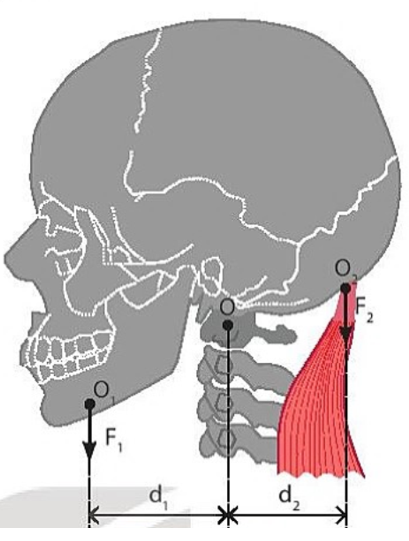 O₂
F₂
O
O₁
F₁
d₁
d₂